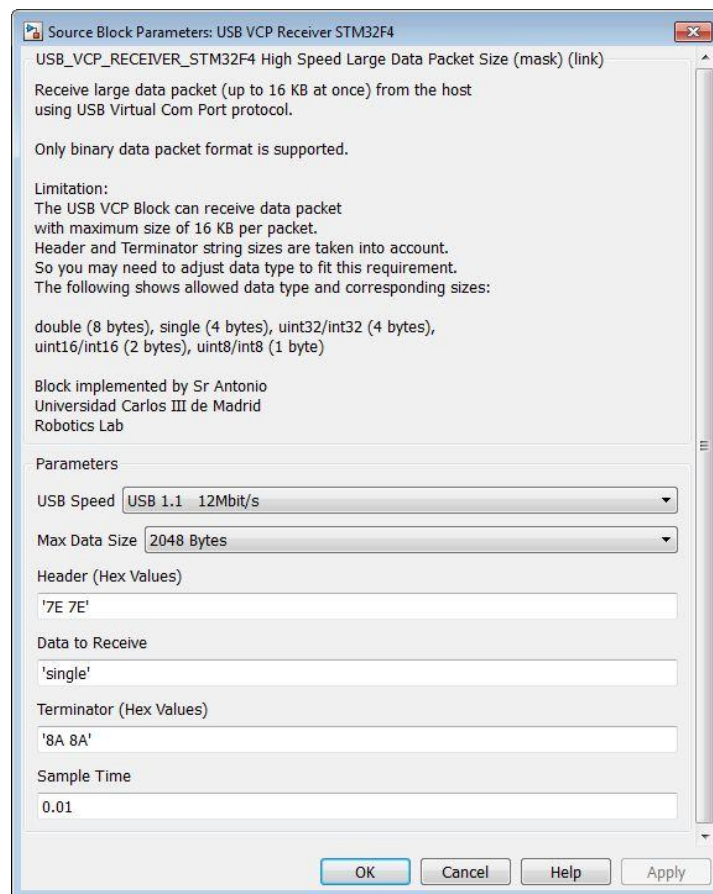 Source Block Parameters: USB VCP Receiver STM32F4
USB_VCP_RECEIVER_STM32F4 High Speed Large Data Packet Size (mask) (link)
Receive large data packet (up to 16 KB at once) from the host
using USB Virtual Com Port protocol.
Only binary data packet format is supported.
Limitation:
The USB VCP Block can receive data packet
with maximum size of 16 KB per packet.
Header and Terminator string sizes are taken into account.
So you may need to adjust data type to fit this requirement.
The following shows allowed data type and corresponding sizes:
double (8 bytes), single (4 bytes), uint32/int32 (4 bytes),
uint16/int16 (2 bytes), uint8/int8 (1 byte)
Block implemented by Sr Antonio
Universidad Carlos III de Madrid
Robotics Lab
Parameters
USB Speed USB 1.1 12Mbit/s
Max Data Size 2048 Bytes
Header (Hex Values)
'7E 7E'
Data to Receive
'single'
Terminator (Hex Values)
'8A 8A'
Sample Time
0.01
OK Cancel Help Apply